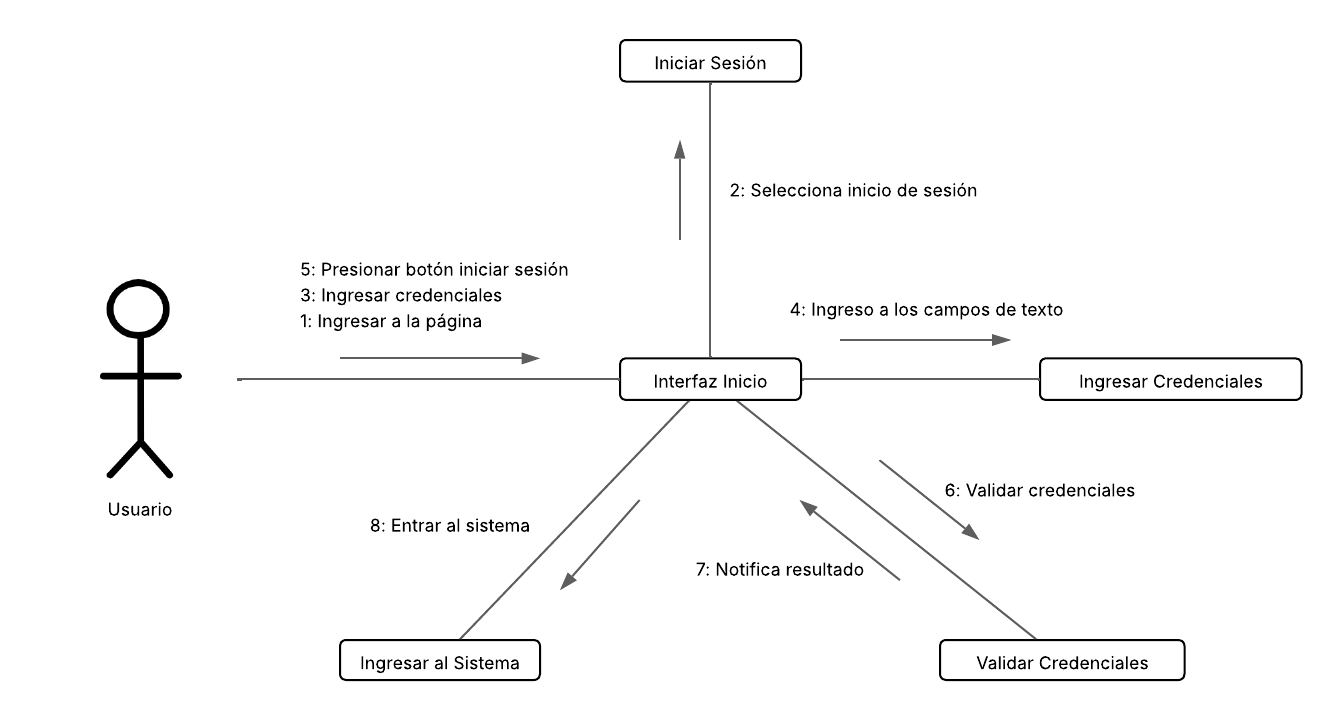 Iniciar Sesión
2: Selecciona inicio de sesión
5: Presionar botón iniciar sesión
3: Ingresar credenciales
1: Ingresar a la página
4: Ingreso a los campos de texto
Interfaz Inicio
Ingresar Credenciales
Usuario
6: Validar credenciales
8: Entrar al sistema
7: Notifica resultado
Ingresar al Sistema
Validar Credenciales